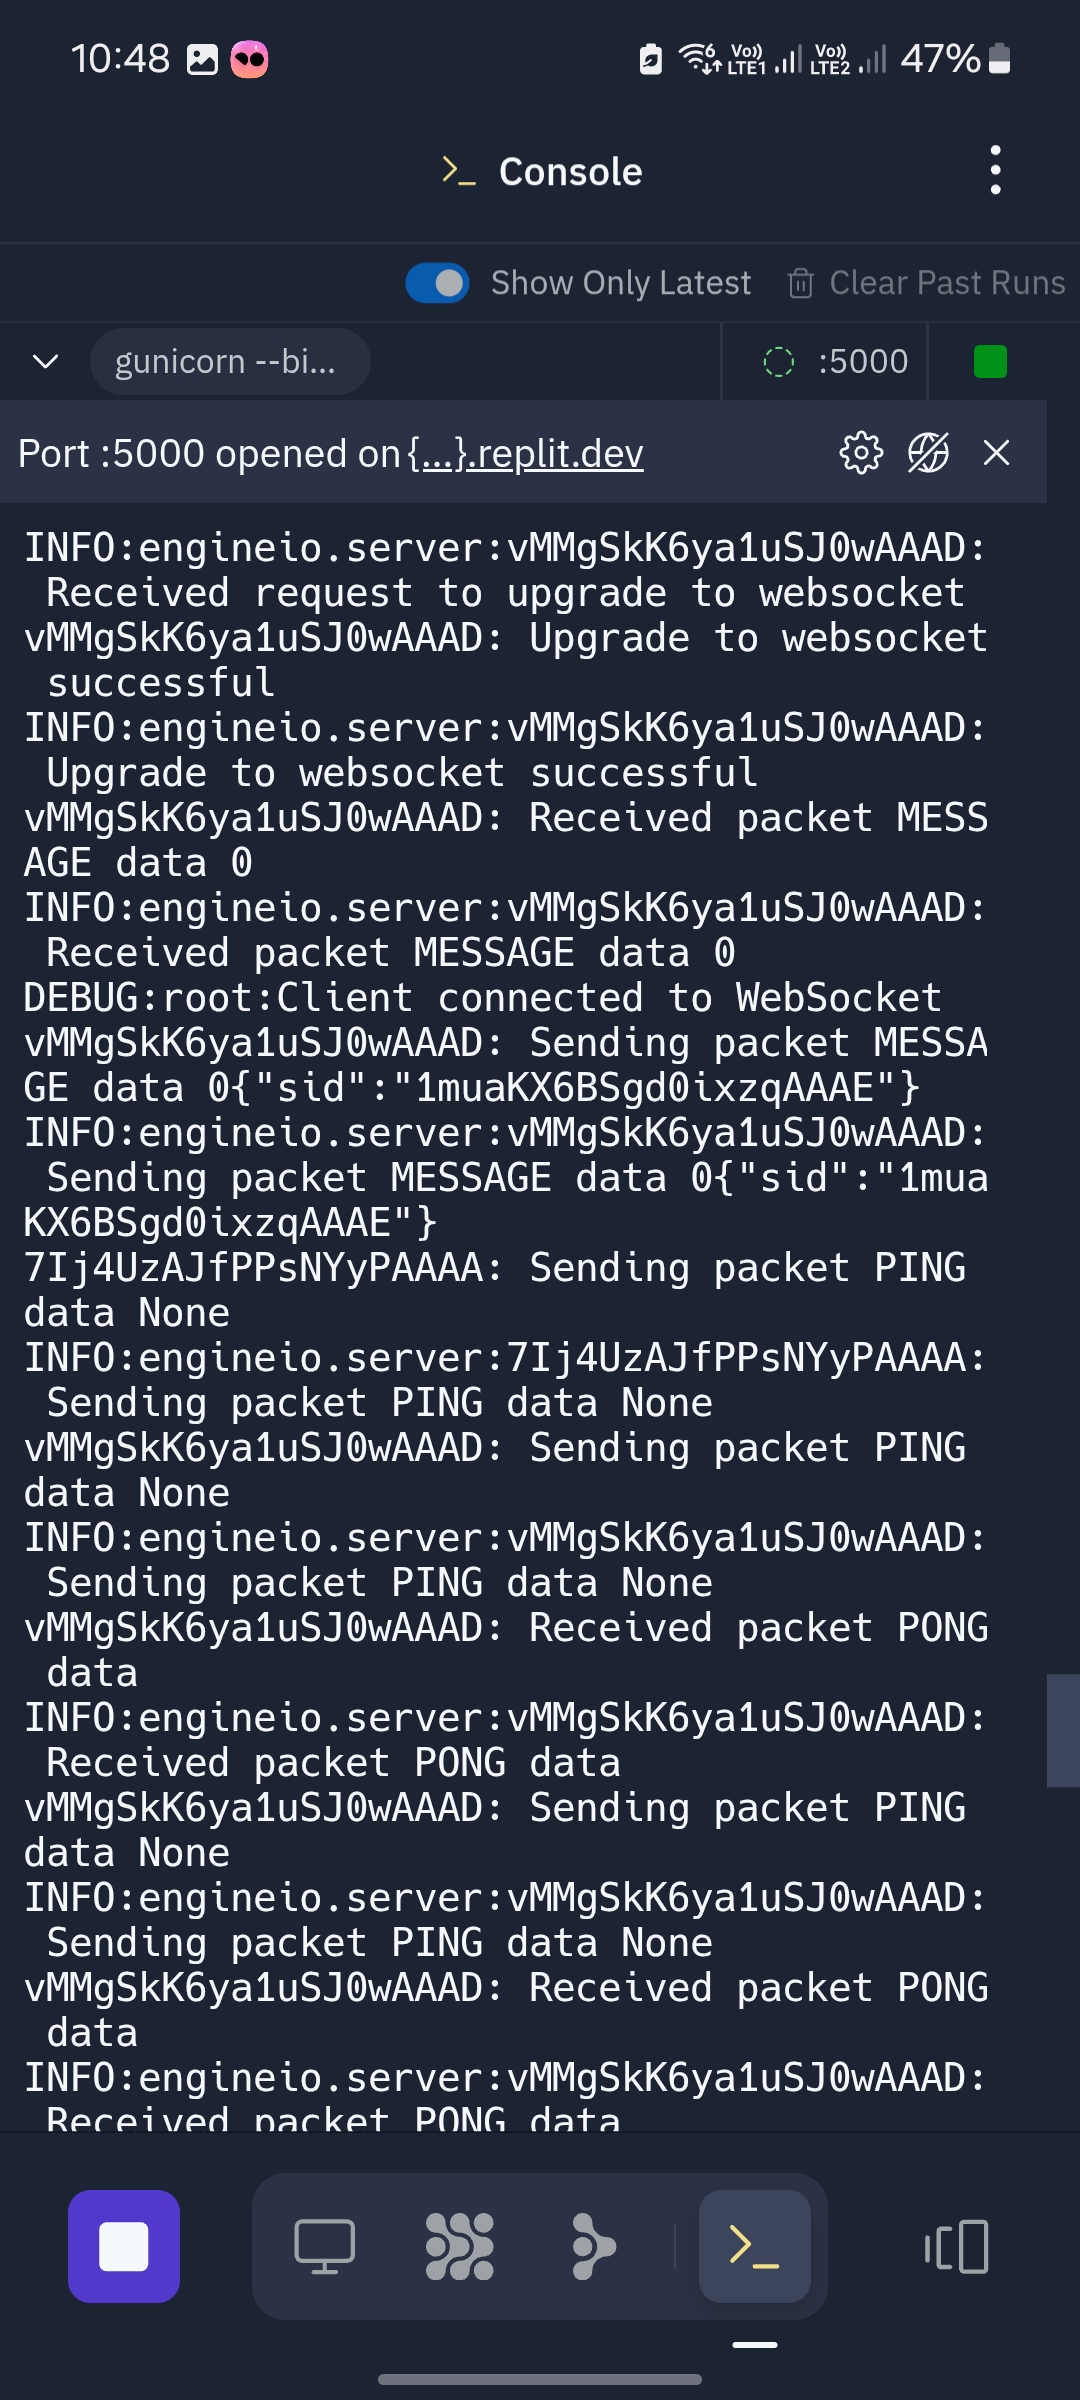 10:48
6 Vo)) LTE1 Vo)) LTE2 47%
Console
Show Only Latest Clear Past Runs
gunicorn --bi... :5000
Port :5000 opened on {...}.replit.dev
INFO:engineio.server:vMMgSkK6ya1uSJ0wAAAD:
 Received request to upgrade to websocket
vMMgSkK6ya1uSJ0wAAAD: Upgrade to websocket
 successful
INFO:engineio.server:vMMgSkK6ya1uSJ0wAAAD:
 Upgrade to websocket successful
vMMgSkK6ya1uSJ0wAAAD: Received packet MESS
AGE data 0
INFO:engineio.server:vMMgSkK6ya1uSJ0wAAAD:
 Received packet MESSAGE data 0
DEBUG:root:Client connected to WebSocket
vMMgSkK6ya1uSJ0wAAAD: Sending packet MESSA
GE data 0{"sid":"1muaKX6BSgd0ixzqAAAE"}
INFO:engineio.server:vMMgSkK6ya1uSJ0wAAAD:
 Sending packet MESSAGE data 0{"sid":"1mua
KX6BSgd0ixzqAAAE"}
7Ij4UzAJfPPsNYyPAAAA: Sending packet PING
data None
INFO:engineio.server:7Ij4UzAJfPPsNYyPAAAA:
 Sending packet PING data None
vMMgSkK6ya1uSJ0wAAAD: Sending packet PING
data None
INFO:engineio.server:vMMgSkK6ya1uSJ0wAAAD:
 Sending packet PING data None
vMMgSkK6ya1uSJ0wAAAD: Received packet PONG
 data
INFO:engineio.server:vMMgSkK6ya1uSJ0wAAAD:
 Received packet PONG data
vMMgSkK6ya1uSJ0wAAAD: Sending packet PING
data None
INFO:engineio.server:vMMgSkK6ya1uSJ0wAAAD:
 Sending packet PING data None
vMMgSkK6ya1uSJ0wAAAD: Received packet PONG
 data
INFO:engineio.server:vMMgSkK6ya1uSJ0wAAAD:
 Received packet PONG data